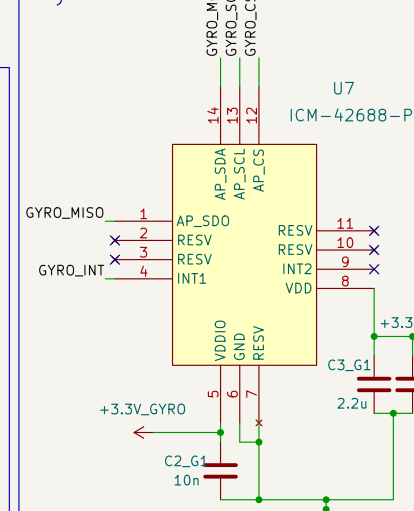 GYRO_M
GYRO_SC
GYRO_CS
U7
ICM-42688-P
14
13
12
AP_SDA
AP_SCL
AP_CS
GYRO_MISO
1
AP_SDO
2
RESV
3
RESV
GYRO_INT
4
INT1
RESV
11
RESV
10
INT2
9
VDD
8
VDDIO
GND
RESV
5
6
7
+3.3
C3_G1
2.2u
+3.3V_GYRO
C2_G1
10n